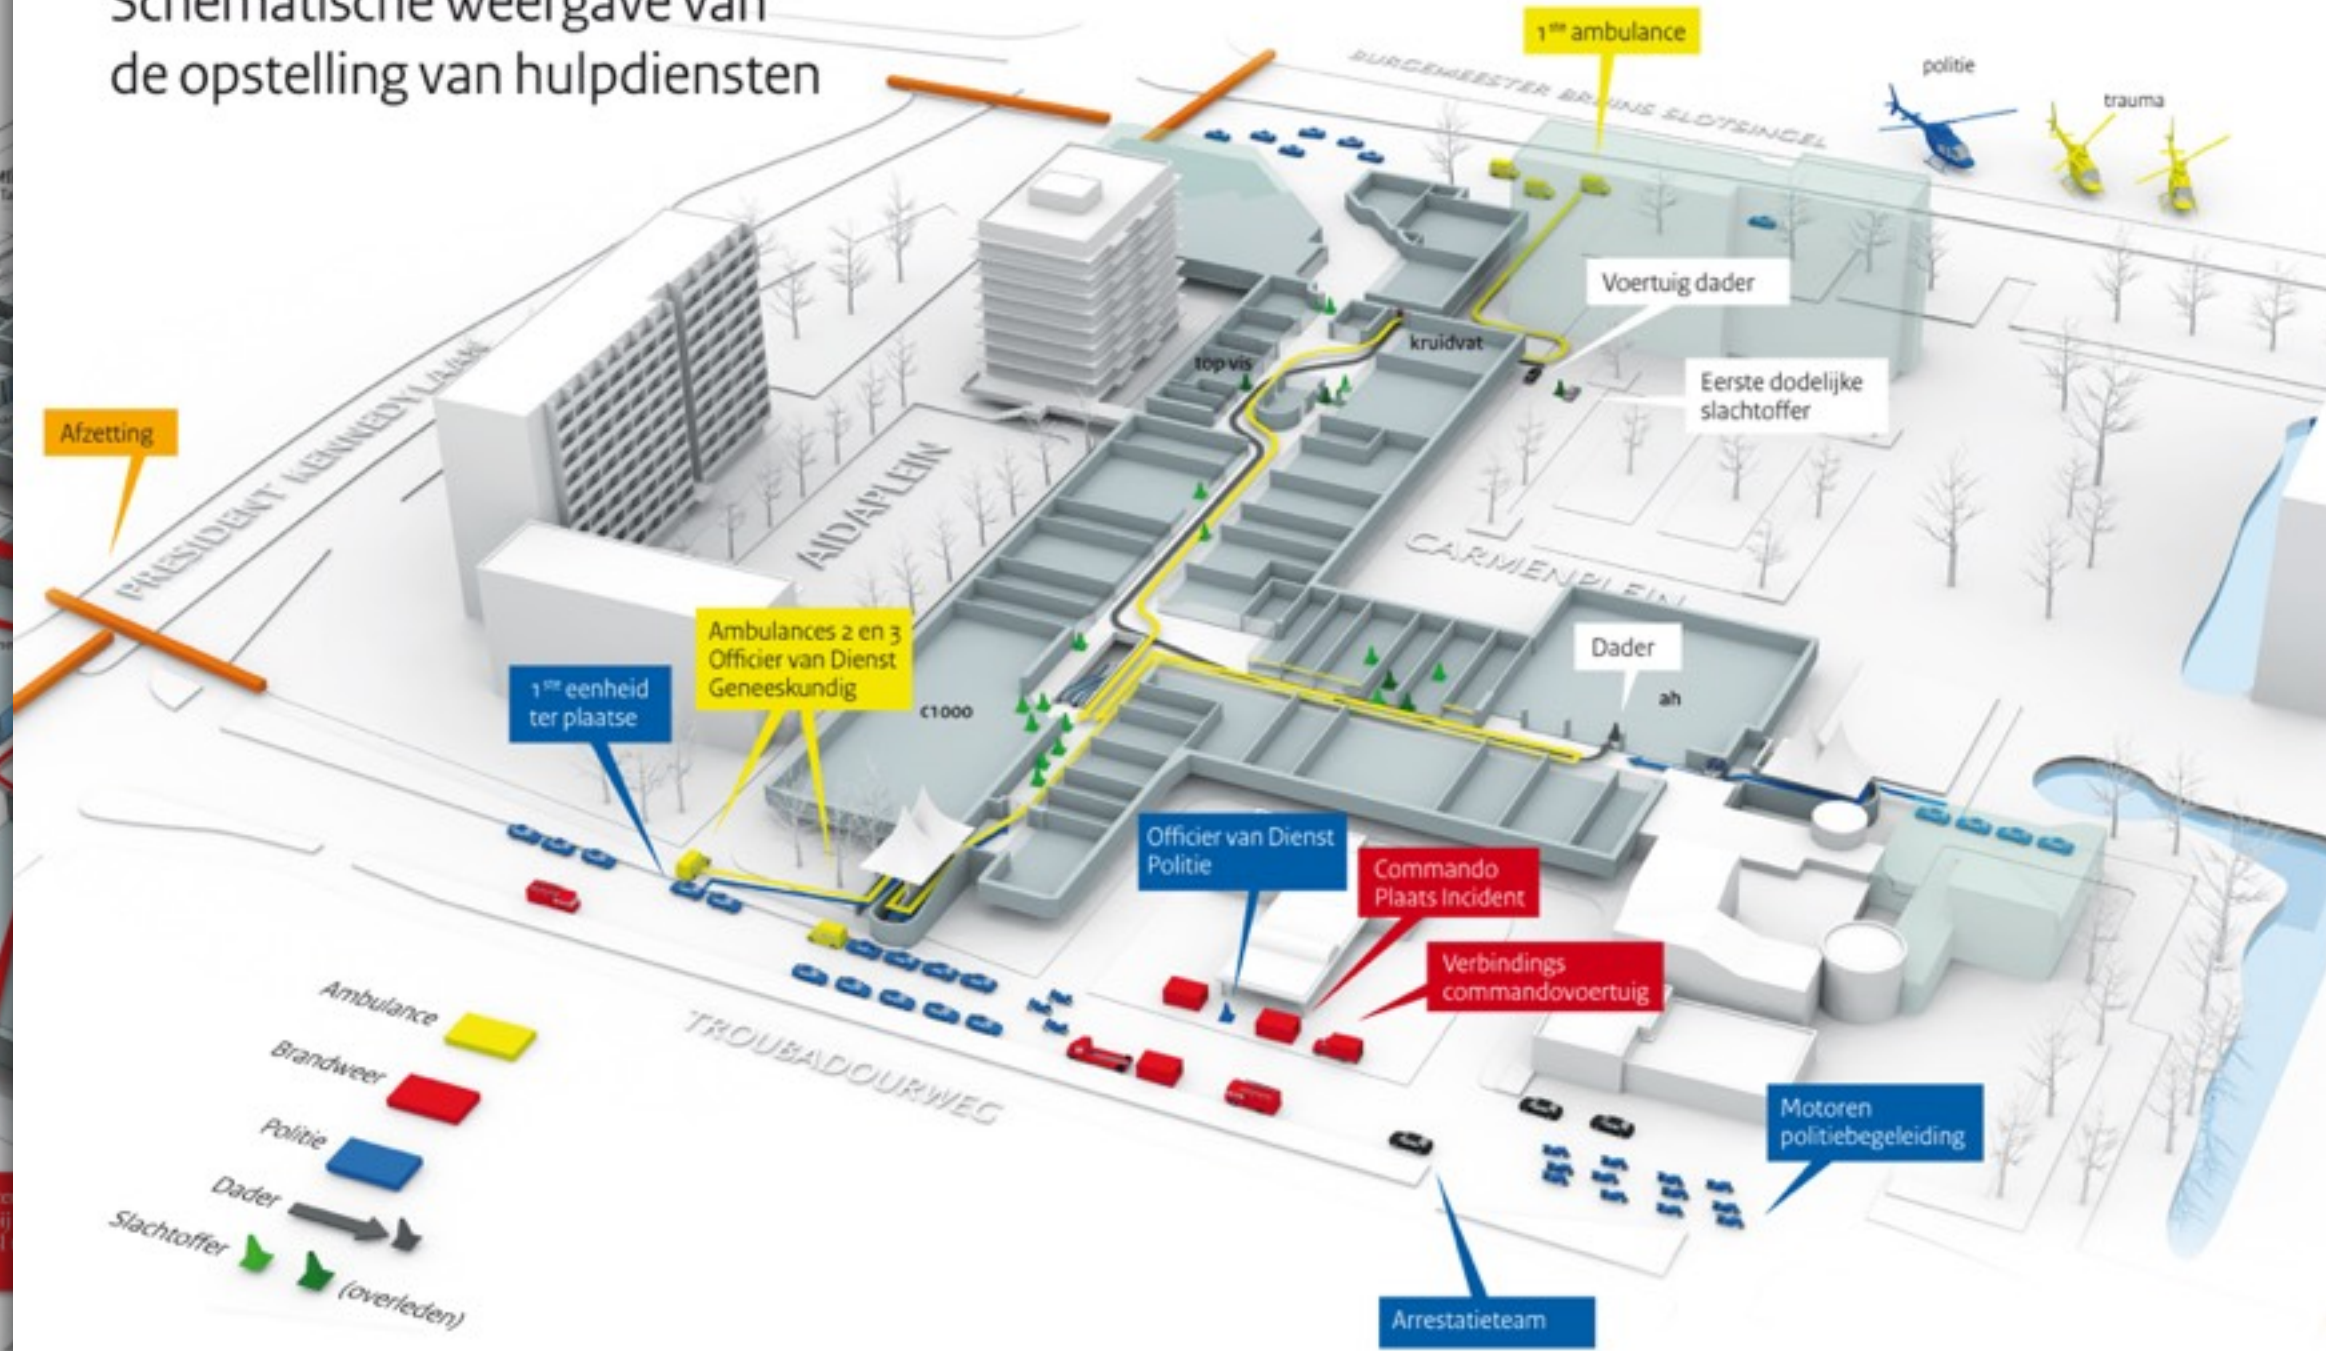 Schematische weergave van
de opstelling van hulpdiensten
1ste ambulance
BURGEMEESTER BRUINS SLOTSINGEL
politie
trauma
Voertuig dader
kruidvat
top vis
Eerste dodelijke
slachtoffer
Afzetting
PRESIDENT KENNEDYLAAN
AIDAPLEIN
CARMENPLEIN
Ambulances 2 en 3
Officier van Dienst
Geneeskundig
1ste eenheid
ter plaatse
c1000
Dader
ah
Officier van Dienst
Politie
Commando
Plaats Incident
Verbindings
commandovoertuig
TROUBADOURWEG
Motoren
politiebegeleiding
Arrestatieteam
Ambulance
Brandweer
Politie
Dader
Slachtoffer
(overleden)